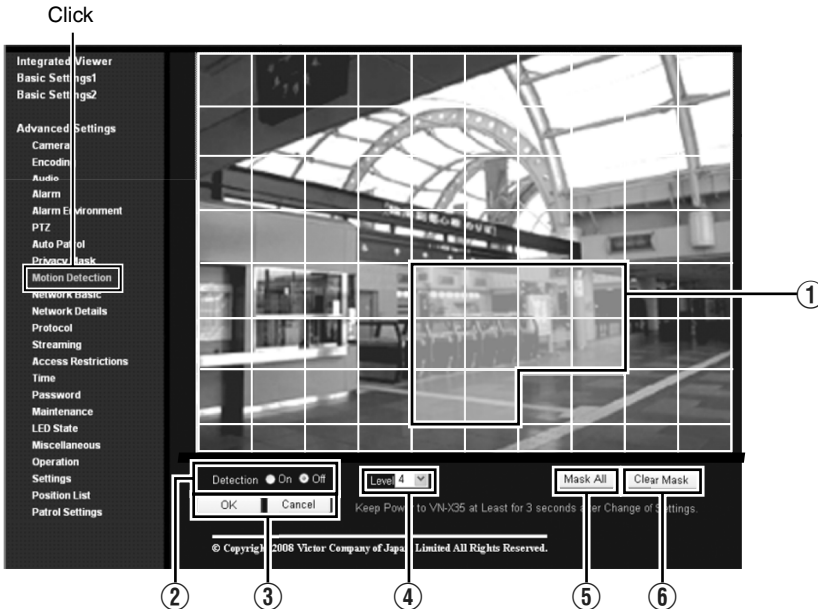 Click
Integrated Viewer
Basic Settings1
Basic Settings2
Advanced Settings
Camera
Encoding
Audio
Alarm
Alarm Environment
PTZ
Auto Patrol
Privacy Mask
Motion Detection
Network Basic
Network Details
Protocol
Streaming
Access Restrictions
Time
Password
Maintenance
LED State
Miscellaneous
Operation
Settings
Position List
Patrol Settings
①
Detection On Off
Level 4
Mask All
Clear Mask
OK
Cancel
Keep Power to VN-X35 at Least for 3 seconds after Change of Settings.
© Copyright 2008 Victor Company of Japan, Limited All Rights Reserved.
② ③ ④ ⑤ ⑥